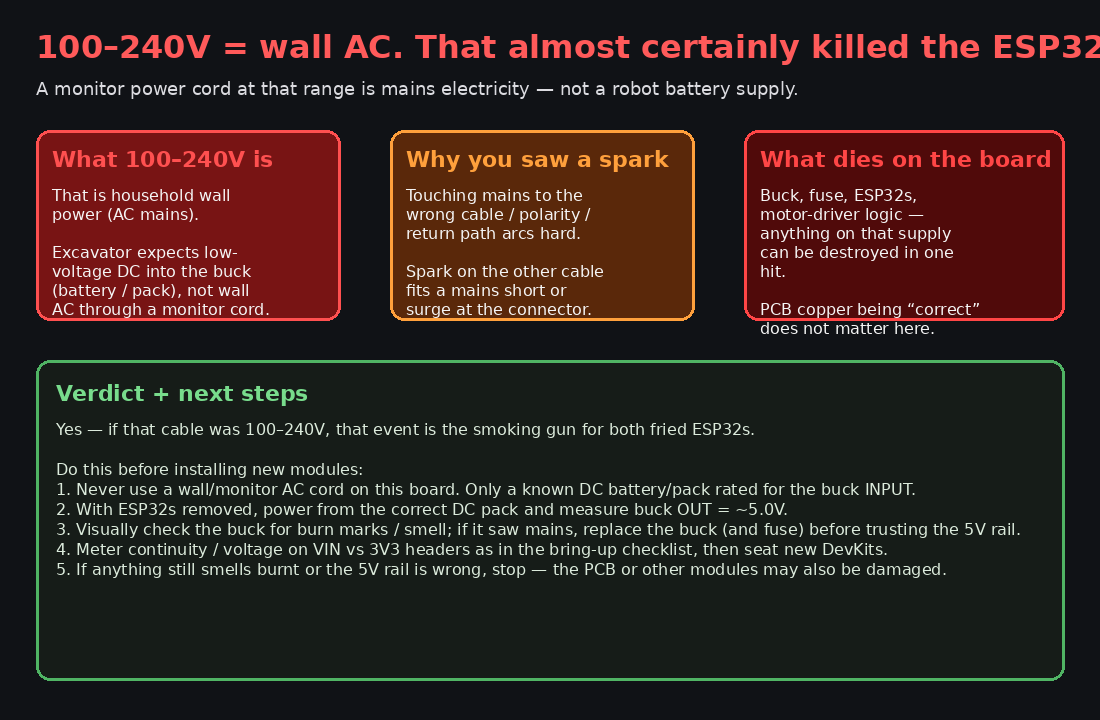 100–240V = wall AC. That almost certainly killed the ESP32
A monitor power cord at that range is mains electricity — not a robot battery supply.
What 100–240V is
That is household wall
power (AC mains).
Excavator expects low-
voltage DC into the buck
(battery / pack), not wall
AC through a monitor cord.
Why you saw a spark
Touching mains to the
wrong cable / polarity /
return path arcs hard.
Spark on the other cable
fits a mains short or
surge at the connector.
What dies on the board
Buck, fuse, ESP32s,
motor-driver logic —
anything on that supply
can be destroyed in one
hit.
PCB copper being “correct”
does not matter here.
Verdict + next steps
Yes — if that cable was 100–240V, that event is the smoking gun for both fried ESP32s.
Do this before installing new modules:
1. Never use a wall/monitor AC cord on this board. Only a known DC battery/pack rated for the buck INPUT.
2. With ESP32s removed, power from the correct DC pack and measure buck OUT = ~5.0V.
3. Visually check the buck for burn marks / smell; if it saw mains, replace the buck (and fuse) before trusting the 5V rail.
4. Meter continuity / voltage on VIN vs 3V3 headers as in the bring-up checklist, then seat new DevKits.
5. If anything still smells burnt or the 5V rail is wrong, stop — the PCB or other modules may also be damaged.